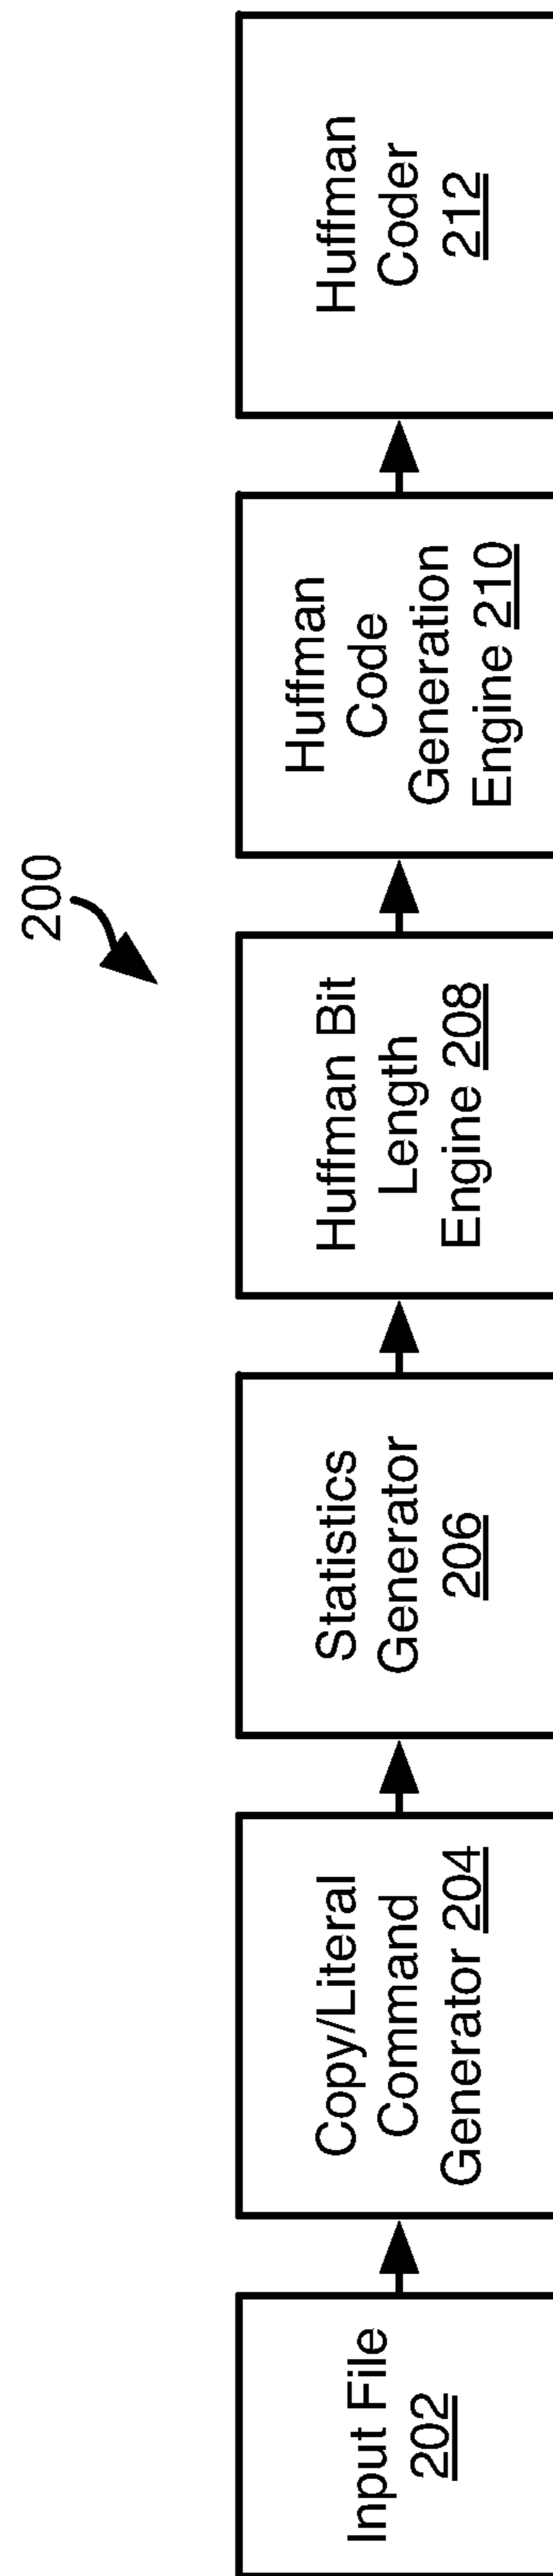 200
Input File
202
Copy/Literal
Command
Generator 204
Statistics
Generator
206
Huffman Bit
Length
Engine 208
Huffman
Code
Generation
Engine 210
Huffman
Coder
212